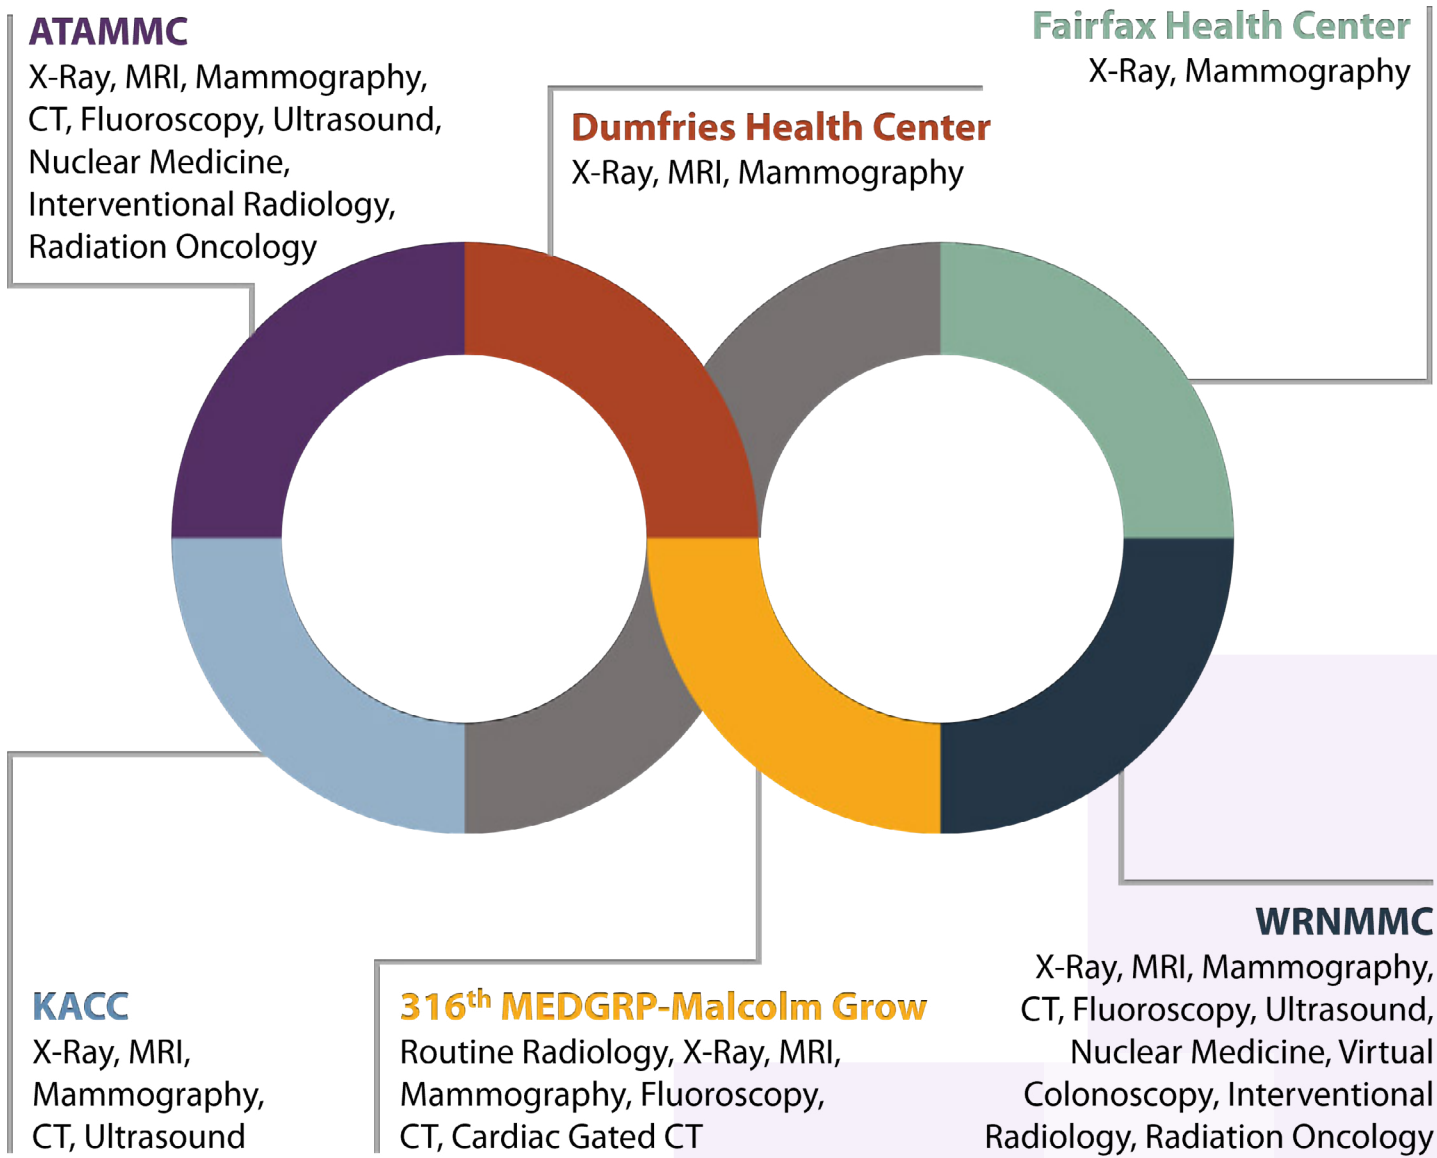 ATAMMC
X-Ray, MRI, Mammography,
CT, Fluoroscopy, Ultrasound,
Nuclear Medicine,
Interventional Radiology,
Radiation Oncology
Dumfries Health Center
X-Ray, MRI, Mammography
Fairfax Health Center
X-Ray, Mammography
KACC
X-Ray, MRI,
Mammography,
CT, Ultrasound
316th MEDGRP-Malcolm Grow
Routine Radiology, X-Ray, MRI,
Mammography, Fluoroscopy,
CT, Cardiac Gated CT
WRNMMC
X-Ray, MRI, Mammography,
CT, Fluoroscopy, Ultrasound,
Nuclear Medicine, Virtual
Colonoscopy, Interventional
Radiology, Radiation Oncology